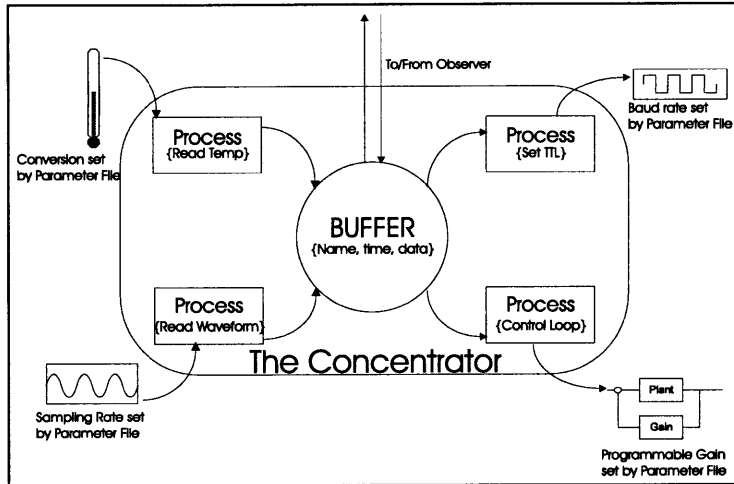 To/From Observer
Conversion set
by Parameter File
Process
{Read Temp}
Process
{Set TTL}
Baud rate set
by Parameter File
BUFFER
{Name, time, data}
Process
{Read Waveform}
Process
{Control Loop}
The Concentrator
Sampling Rate set
by Parameter File
Plant
Gain
Programmable Gain
set by Parameter File